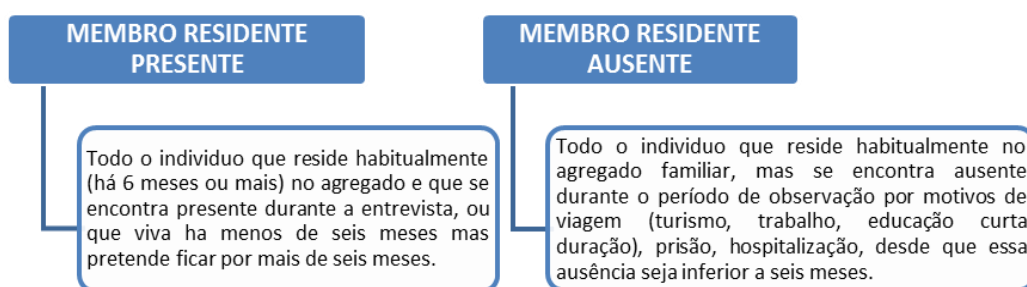 MEMBRO RESIDENTE
PRESENTE
Todo o individuo que reside habitualmente
(há 6 meses ou mais) no agregado e que se
encontra presente durante a entrevista, ou
que viva ha menos de seis meses mas
pretende ficar por mais de seis meses.
MEMBRO RESIDENTE
AUSENTE
Todo o individuo que reside habitualmente no
agregado familiar, mas se encontra ausente
durante o período de observação por motivos de
viagem (turismo, trabalho, educação curta
duração), prisão, hospitalização, desde que essa
ausência seja inferior a seis meses.